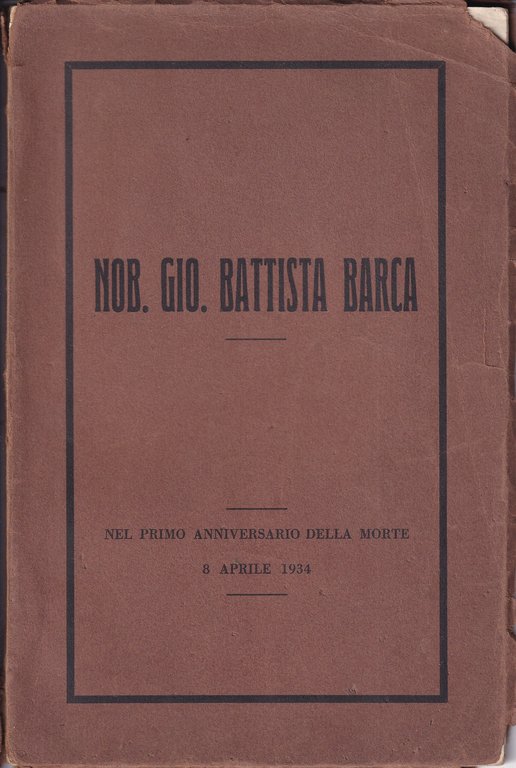 NOB. GIO. BATTISTA BARCA
NEL PRIMO ANNIVERSARIO DELLA MORTE
8 APRILE 1934